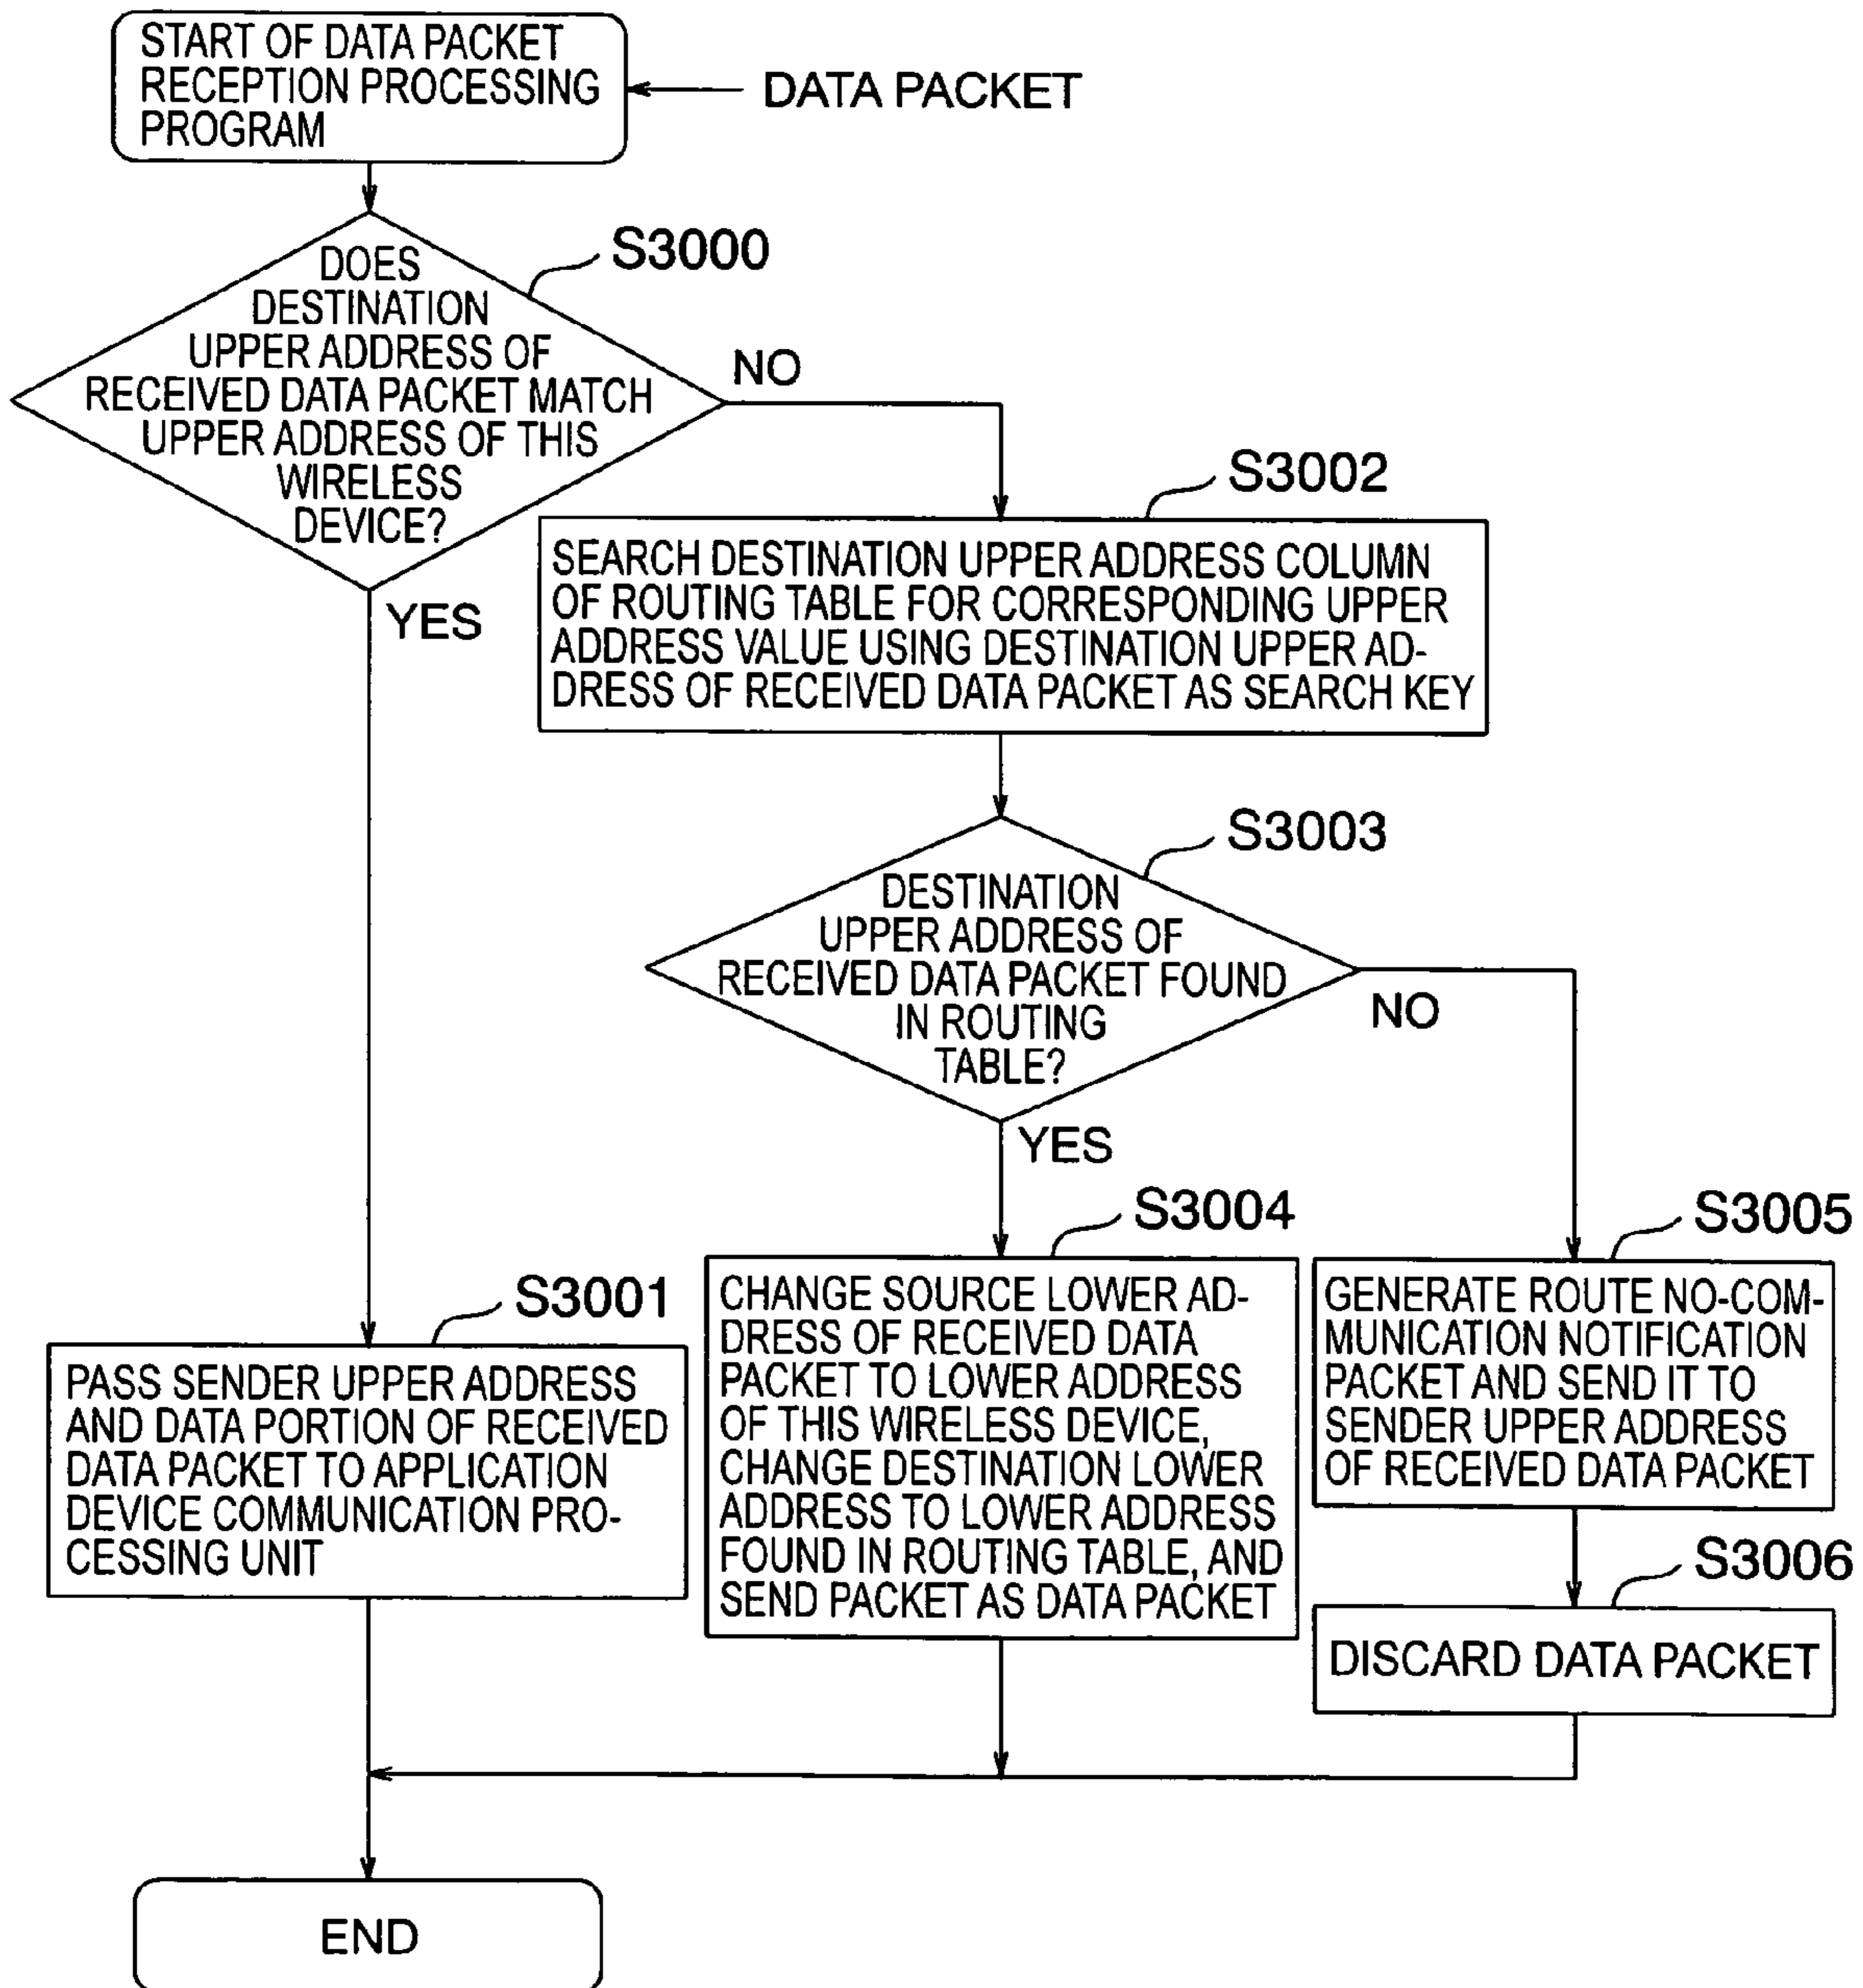 START OF DATA PACKET
RECEPTION PROCESSING
PROGRAM
DATA PACKET
S3000
DOES
DESTINATION
UPPER ADDRESS OF
RECEIVED DATA PACKET MATCH
UPPER ADDRESS OF THIS
WIRELESS
DEVICE?
NO
YES
S3002
SEARCH DESTINATION UPPER ADDRESS COLUMN
OF ROUTING TABLE FOR CORRESPONDING UPPER
ADDRESS VALUE USING DESTINATION UPPER AD-
DRESS OF RECEIVED DATA PACKET AS SEARCH KEY
S3003
DESTINATION
UPPER ADDRESS OF
RECEIVED DATA PACKET FOUND
IN ROUTING
TABLE?
NO
YES
S3001
PASS SENDER UPPER ADDRESS
AND DATA PORTION OF RECEIVED
DATA PACKET TO APPLICATION
DEVICE COMMUNICATION PRO-
CESSING UNIT
S3004
CHANGE SOURCE LOWER AD-
DRESS OF RECEIVED DATA
PACKET TO LOWER ADDRESS
OF THIS WIRELESS DEVICE,
CHANGE DESTINATION LOWER
ADDRESS TO LOWER ADDRESS
FOUND IN ROUTING TABLE, AND
SEND PACKET AS DATA PACKET
S3005
GENERATE ROUTE NO-COM-
MUNICATION NOTIFICATION
PACKET AND SEND IT TO
SENDER UPPER ADDRESS
OF RECEIVED DATA PACKET
S3006
DISCARD DATA PACKET
END